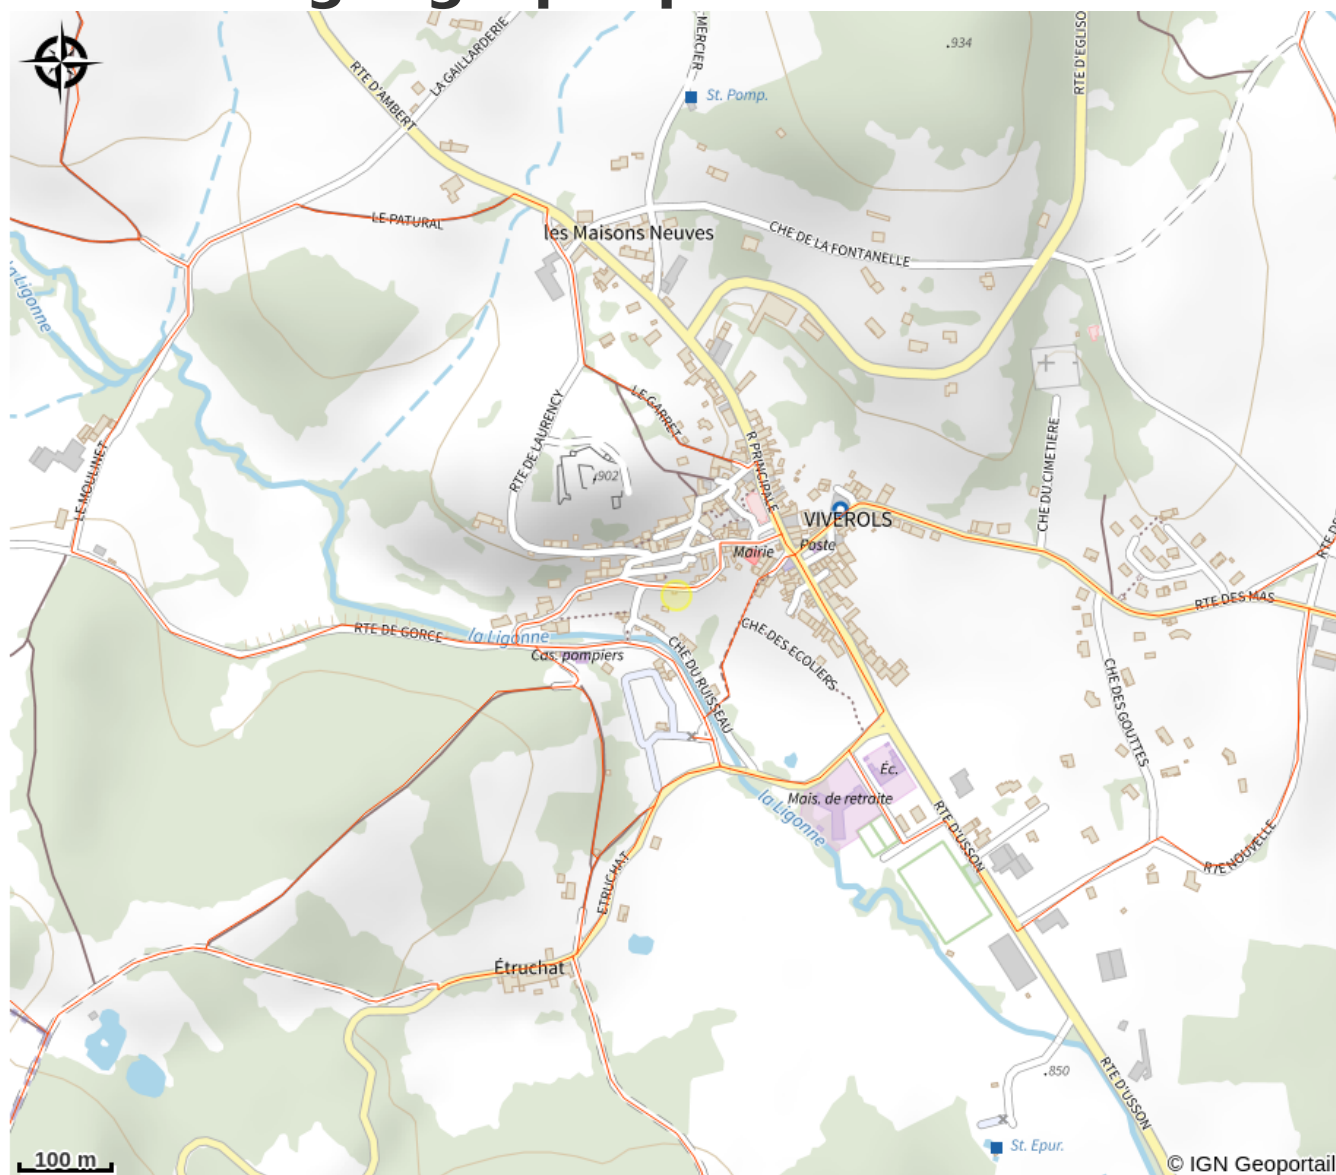 MERCIER
.934
RTE D'EGLISO
LA GAILLARDERIE
RTE D'AMBERT
St. Pomp.
LE PATURAL
les Maisons Neuves
CHE DE LA FONTANELLE
la Ligonne
LE GARRET
RTE DE LAURENCY
R PRINCIPALE
CHE DU CIMETIERE
LE MOULINET
902
VIVEROLS
Mairie
Poste
RTE DES MAS
RTE DE GORCE
la Ligonne
Cas. pompiers
CHE DU RUISSEAU
CHE DES ECOLIERS
CHE DES GOUTTES
Éc.
Mais. de retraite
la Ligonne
RTE D'USSON
RTE NOUVELLE
ETRUCHAT
Étruchat
.850
RTE D'USSON
St. Epur.
100 m
© IGN Geoportail